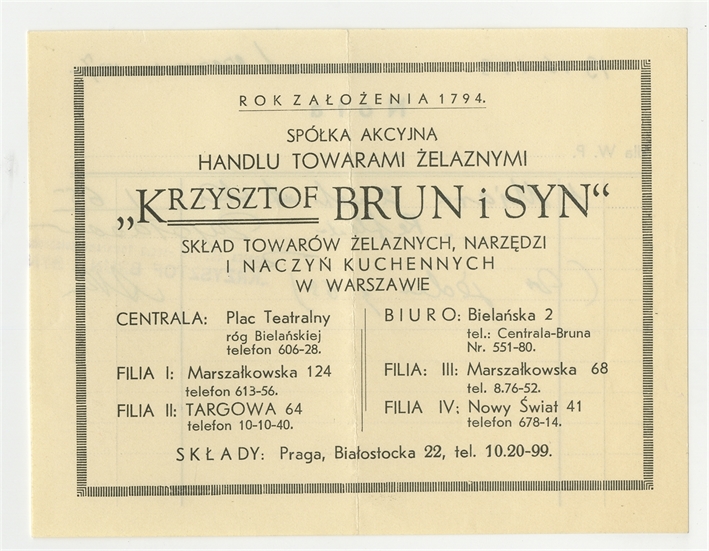 ROK ZAŁOŻENIA 1794.
SPÓŁKA AKCYJNA
HANDLU TOWARAMI ŻELAZNYMI
„KRZYSZTOF BRUN i SYN“
SKŁAD TOWARÓW ŻELAZNYCH, NARZĘDZI
I NACZYŃ KUCHENNYCH
W WARSZAWIE
CENTRALA: Plac Teatralny
róg Bielańskiej
telefon 606-28.
FILIA I: Marszałkowska 124
telefon 613-56.
FILIA II: TARGOWA 64
telefon 10-10-40.
BIURO: Bielańska 2
tel.: Centrala-Bruna
Nr. 551-80.
FILIA: III: Marszałkowska 68
tel. 8.76-52.
FILIA IV: Nowy Świat 41
telefon 678-14.
SKŁADY: Praga, Białostocka 22, tel. 10.20-99.